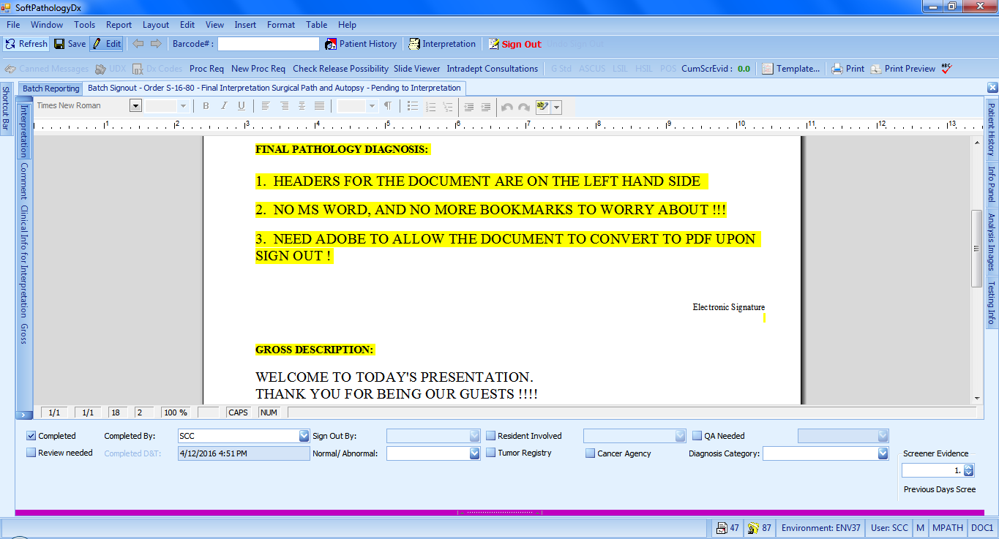 SoftPathologyDx
File Window Tools Report Layout Edit View Insert Format Table Help
Refresh Save Edit Barcode# : Patient History Interpretation Sign Out Undo Sign Out
Canned Messages UDX Dx Codes Proc Req New Proc Req Check Release Possibility Slide Viewer Intradept Consultations G Std ASCUS LSIL HSIL POS CumScrEvid : 0.0 Template... Print Print Preview ABC
Batch Reporting Batch Signout - Order S-16-80 - Final Interpretation Surgical Path and Autopsy - Pending to Interpretation
Shortcut Bar
Interpretation Comment Clinical Info for Interpretation Gross
Times New Roman B I U ¶ ab
1 2 3 4 5 6 7 8 9 10 11 12 13
FINAL PATHOLOGY DIAGNOSIS:
1. HEADERS FOR THE DOCUMENT ARE ON THE LEFT HAND SIDE
2. NO MS WORD, AND NO MORE BOOKMARKS TO WORRY ABOUT !!!
3. NEED ADOBE TO ALLOW THE DOCUMENT TO CONVERT TO PDF UPON
SIGN OUT !
Electronic Signature
GROSS DESCRIPTION:
WELCOME TO TODAY'S PRESENTATION.
THANK YOU FOR BEING OUR GUESTS !!!!
Patient History
Info Panel
Analysis Images
Testing Info
1/1 1/1 18 2 100 % CAPS NUM
Completed Completed By: SCC Sign Out By: Resident Involved QA Needed
Review needed Completed D&T: 4/12/2016 4:51 PM Normal/ Abnormal: Tumor Registry Cancer Agency Diagnosis Category: Screener Evidence
1.
Previous Days Scree
47 87 Environment: ENV37 User: SCC M MPATH DOC1